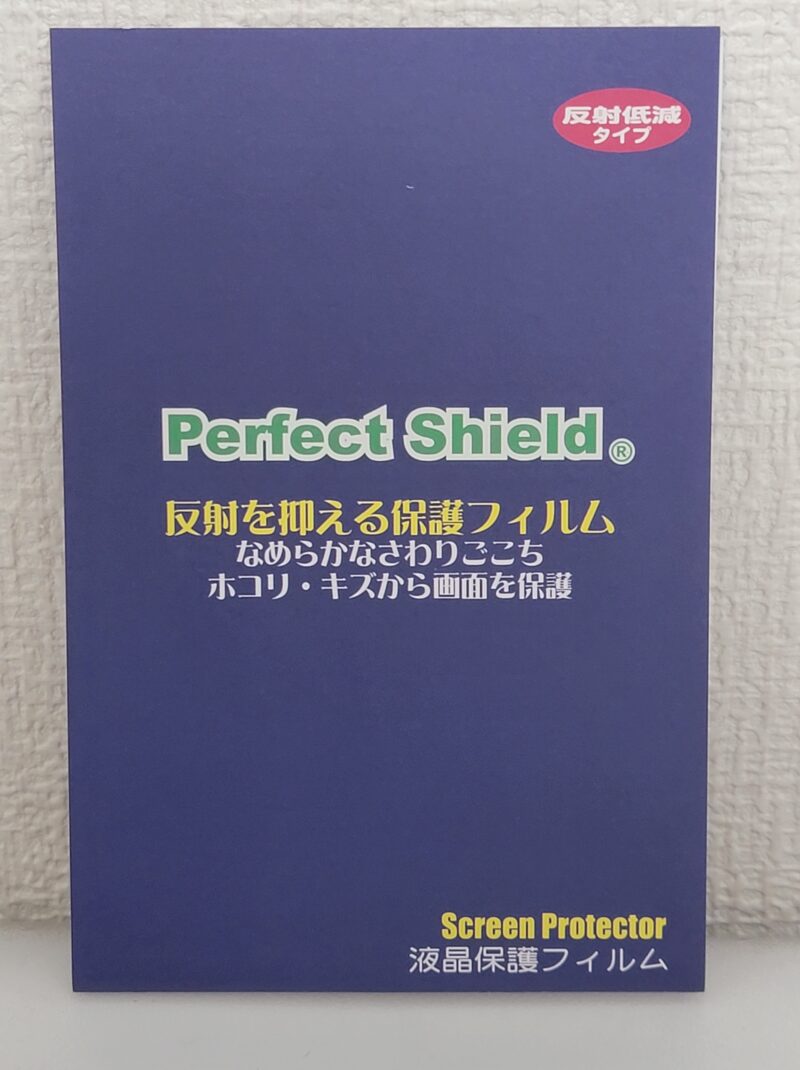 反射低減
タイプ
Perfect Shield ®
反射を抑える保護フィルム
なめらかなさわりごこち
ホコリ・キズから画面を保護
Screen Protector
液晶保護フィルム